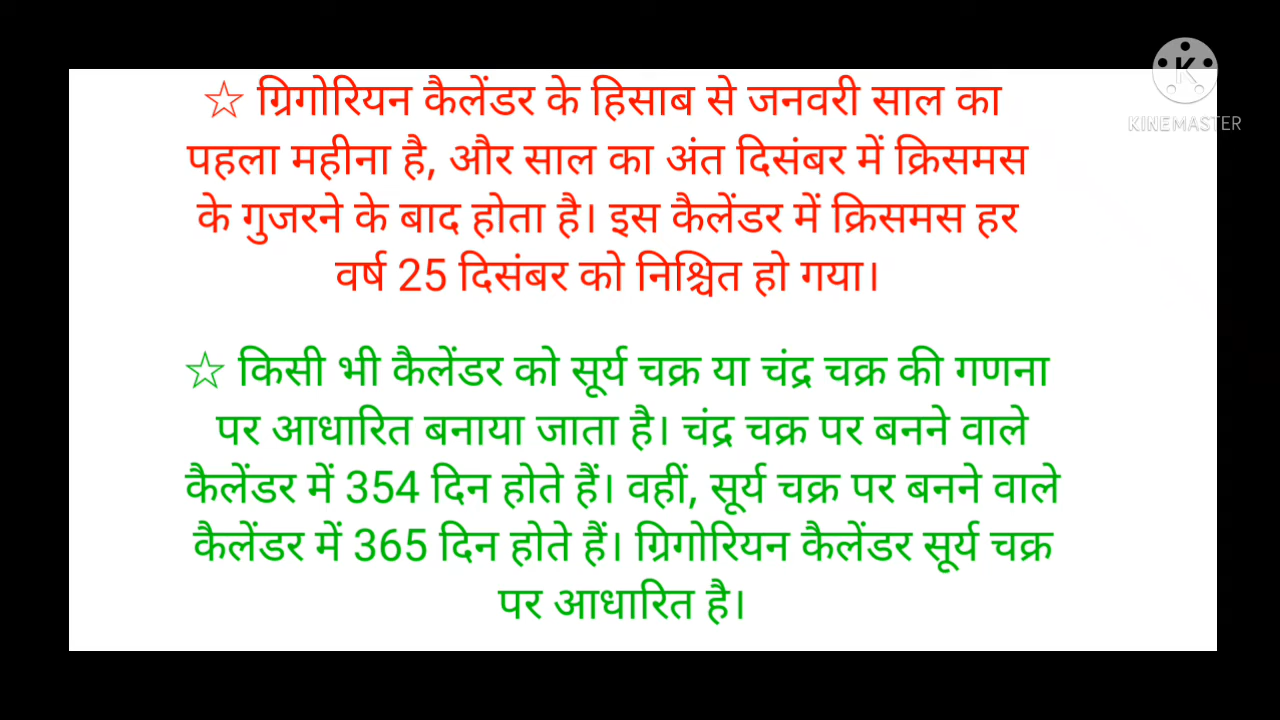 ☆ ग्रिगोरियन कैलेंडर के हिसाब से जनवरी साल का
पहला महीना है, और साल का अंत दिसंबर में क्रिसमस
के गुजरने के बाद होता है। इस कैलेंडर में क्रिसमस हर
वर्ष 25 दिसंबर को निश्चित हो गया।
☆ किसी भी कैलेंडर को सूर्य चक्र या चंद्र चक्र की गणना
पर आधारित बनाया जाता है। चंद्र चक्र पर बनने वाले
कैलेंडर में 354 दिन होते हैं। वहीं, सूर्य चक्र पर बनने वाले
कैलेंडर में 365 दिन होते हैं। ग्रिगोरियन कैलेंडर सूर्य चक्र
पर आधारित है।
K
KINEMASTER